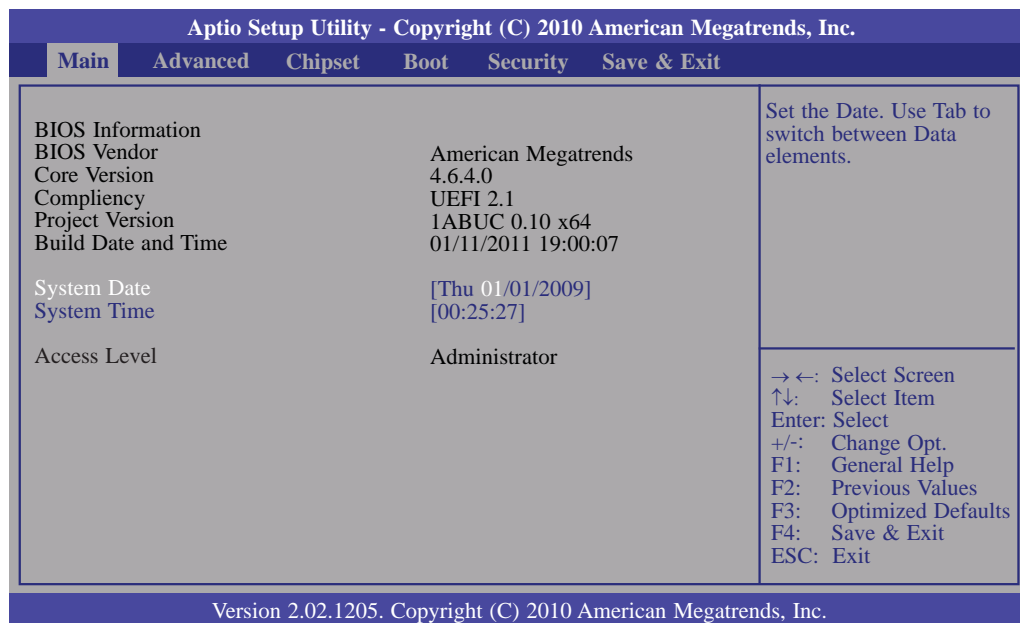 Aptio Setup Utility - Copyright (C) 2010 American Megatrends, Inc.
Main Advanced Chipset Boot Security Save & Exit
BIOS Information
BIOS Vendor American Megatrends
Core Version 4.6.4.0
Compliency UEFI 2.1
Project Version 1ABUC 0.10 x64
Build Date and Time 01/11/2011 19:00:07
System Date [Thu 01/01/2009]
System Time [00:25:27]
Access Level Administrator
Set the Date. Use Tab to
switch between Data
elements.
→ ←: Select Screen
↑↓: Select Item
Enter: Select
+/-: Change Opt.
F1: General Help
F2: Previous Values
F3: Optimized Defaults
F4: Save & Exit
ESC: Exit
Version 2.02.1205. Copyright (C) 2010 American Megatrends, Inc.